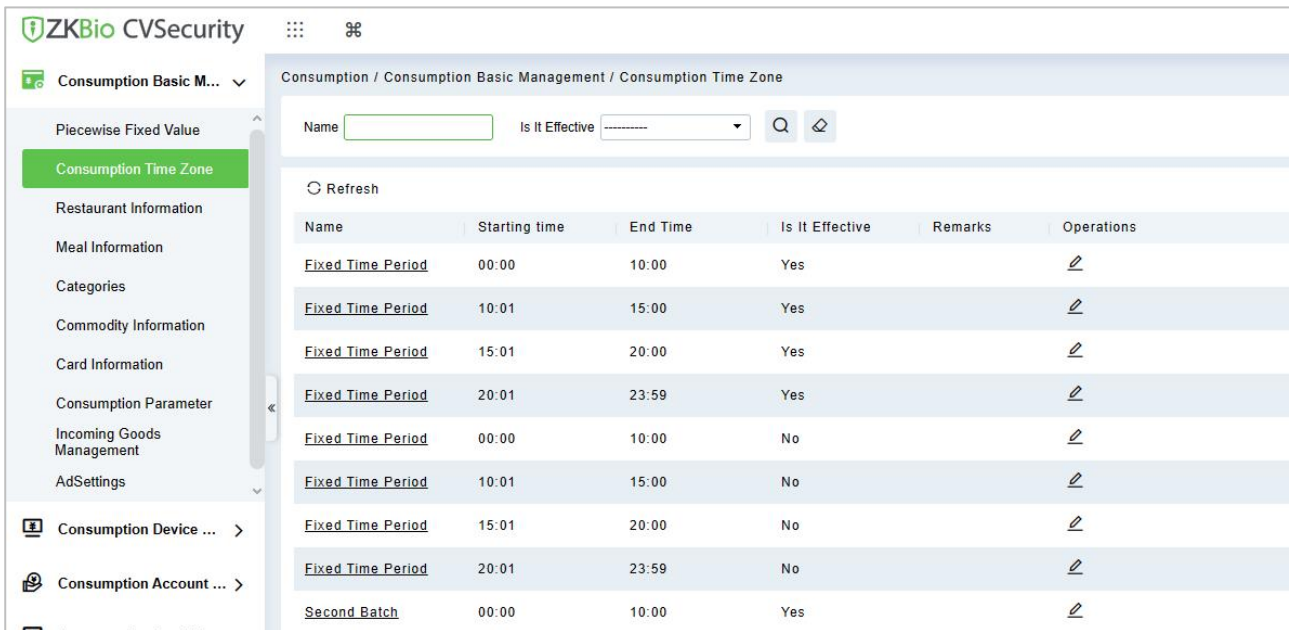 ZKBio CVSecurity
Consumption Basic M...
Piecewise Fixed Value
Consumption Time Zone
Restaurant Information
Meal Information
Categories
Commodity Information
Card Information
Consumption Parameter
Incoming Goods
Management
AdSettings
Consumption Device ...
Consumption Account ...
Consumption / Consumption Basic Management / Consumption Time Zone
Name Is It Effective ----------
Refresh
Name Starting time End Time Is It Effective Remarks Operations
Fixed Time Period 00:00 10:00 Yes
Fixed Time Period 10:01 15:00 Yes
Fixed Time Period 15:01 20:00 Yes
Fixed Time Period 20:01 23:59 Yes
Fixed Time Period 00:00 10:00 No
Fixed Time Period 10:01 15:00 No
Fixed Time Period 15:01 20:00 No
Fixed Time Period 20:01 23:59 No
Second Batch 00:00 10:00 Yes